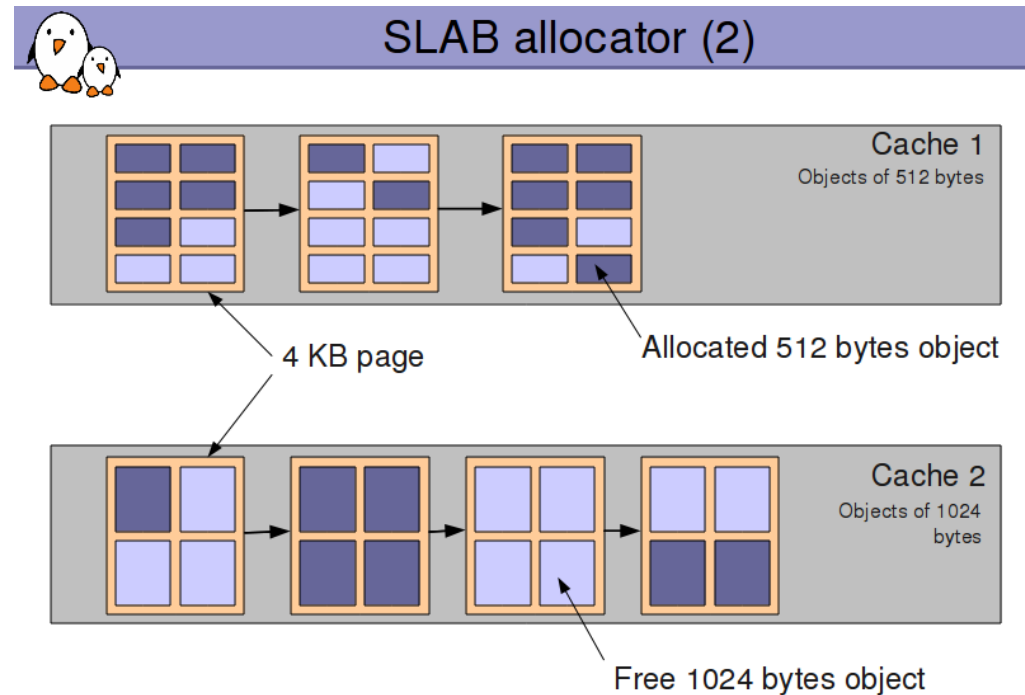 SLAB allocator (2)
Cache 1
Objects of 512 bytes
4 KB page
Allocated 512 bytes object
Cache 2
Objects of 1024
bytes
Free 1024 bytes object